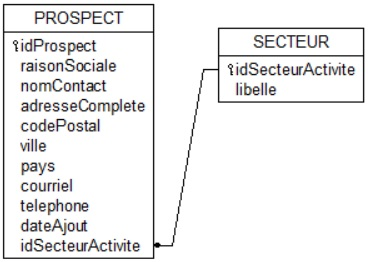 PROSPECT
idProspect
raisonSociale
nomContact
adresseComplete
codePostal
ville
pays
courriel
telephone
dateAjout
idSecteurActivite
SECTEUR
idSecteurActivite
libelle